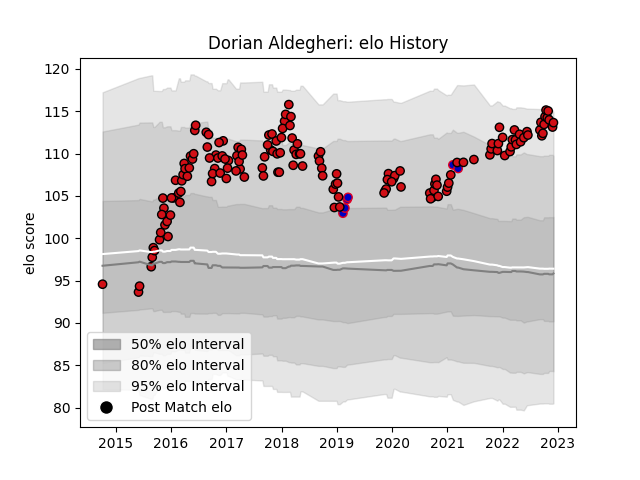 Dorian Aldegheri: elo History
elo score
120
115
110
105
100
95
90
85
80
50% elo Interval
80% elo Interval
95% elo Interval
Post Match elo
2015 2016 2017 2018 2019 2020 2021 2022 2023